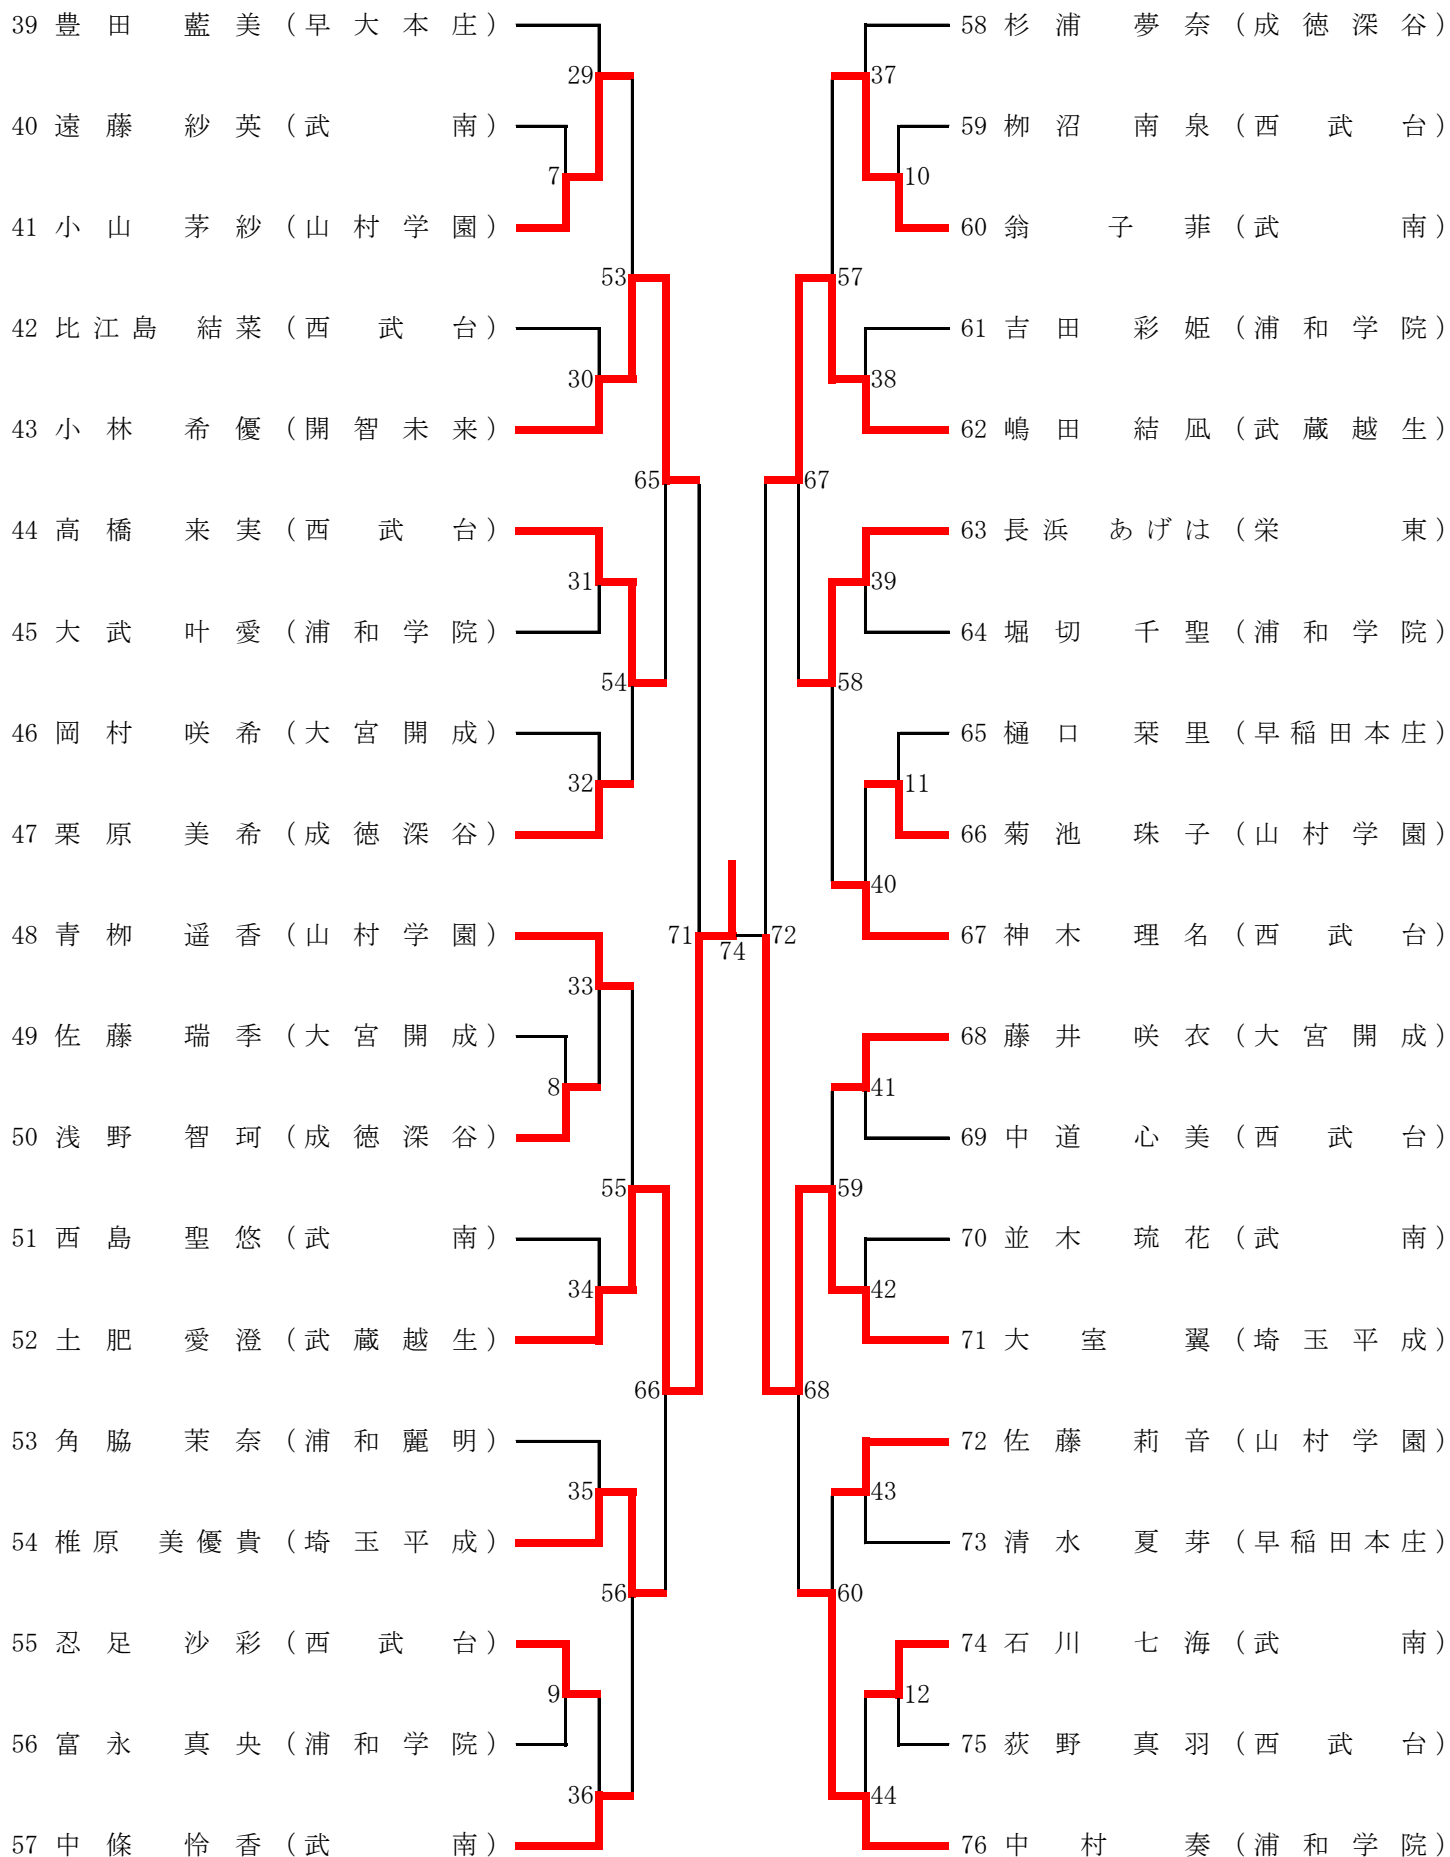 39 豊田 藍美 (早大本庄)
40 遠藤 紗英 (武南)
41 小山 茅紗 (山村学園)
42 比江島 結菜 (西武台)
43 小林 希優 (開智未来)
44 高橋 来実 (西武台)
45 大武 叶愛 (浦和学院)
46 岡村 咲希 (大宮開成)
47 栗原 美希 (成徳深谷)
48 青栁 遥香 (山村学園)
49 佐藤 瑞季 (大宮開成)
50 浅野 智珂 (成徳深谷)
51 西島 聖悠 (武南)
52 土肥 愛澄 (武蔵越生)
53 角脇 茉奈 (浦和麗明)
54 椎原 美優貴 (埼玉平成)
55 忍足 沙彩 (西武台)
56 富永 真央 (浦和学院)
57 中條 怜香 (武南)
29
7
53
30
65
31
54
32
71
33
8
55
34
66
35
56
9
36
74
37
10
57
38
67
39
58
11
40
72
41
59
42
68
43
60
12
44
58 杉浦 夢奈 (成徳深谷)
59 栁沼 南泉 (西武台)
60 翁 子菲 (武南)
61 吉田 彩姫 (浦和学院)
62 嶋田 結凪 (武蔵越生)
63 長浜 あげは (栄東)
64 堀切 千聖 (浦和学院)
65 樋口 栞里 (早稲田本庄)
66 菊池 珠子 (山村学園)
67 神木 理名 (西武台)
68 藤井 咲衣 (大宮開成)
69 中道 心美 (西武台)
70 並木 琉花 (武南)
71 大室 翼 (埼玉平成)
72 佐藤 莉音 (山村学園)
73 清水 夏芽 (早稲田本庄)
74 石川 七海 (武南)
75 荻野 真羽 (西武台)
76 中村 奏 (浦和学院)